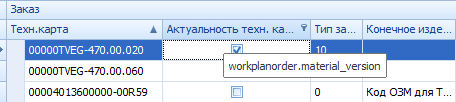 Заказ
Техн.карта Актуальность техн. ка... Тип за... Конечное изде...
00000TVEG-470.00.020 10
workplanorder.material_version
00000TVEG-470.00.060
00004013600000-00R59 0 Код ОЗМ для Т...